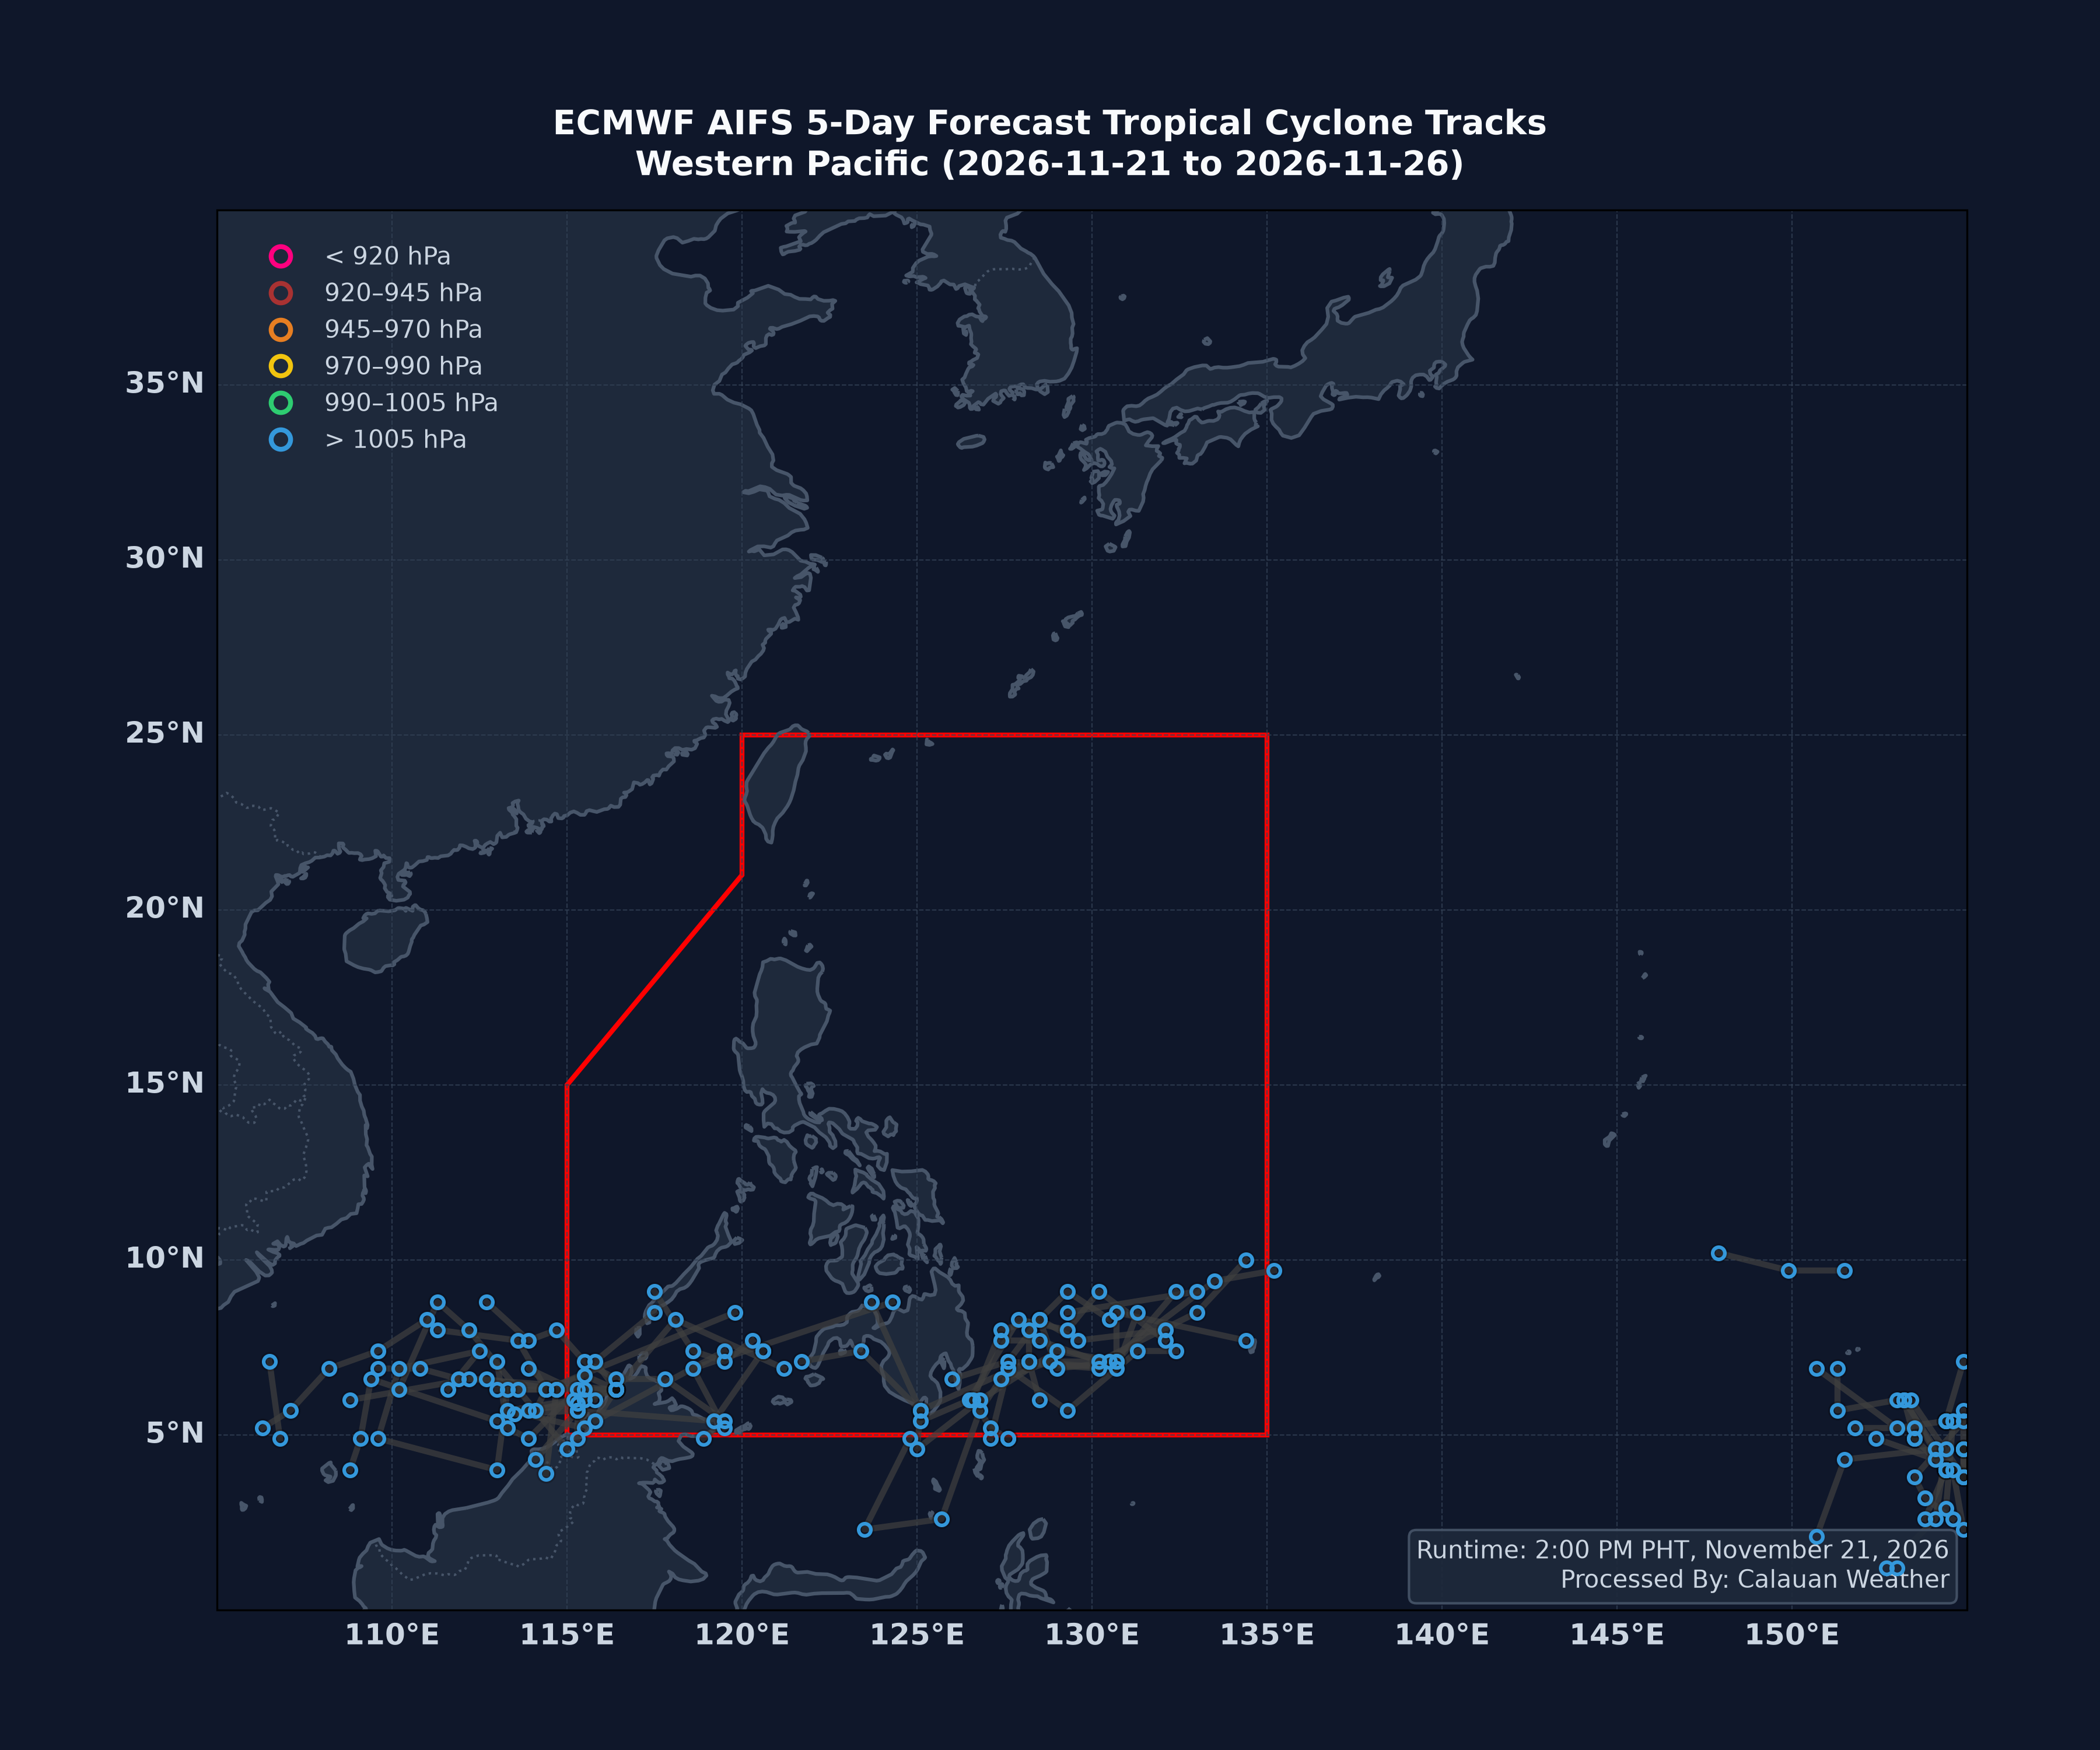 ECMWF AIFS 5-Day Forecast Tropical Cyclone Tracks
Western Pacific (2026-11-21 to 2026-11-26)
< 920 hPa
920–945 hPa
945–970 hPa
970–990 hPa
990–1005 hPa
> 1005 hPa
35°N
30°N
25°N
20°N
15°N
10°N
5°N
Runtime: 2:00 PM PHT, November 21, 2026
Processed By: Calauan Weather
110°E 115°E 120°E 125°E 130°E 135°E 140°E 145°E 150°E